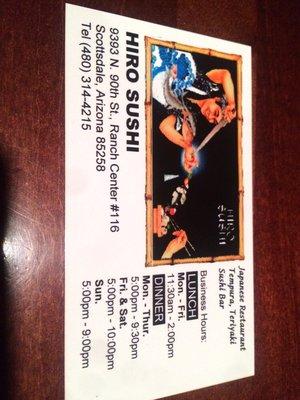 HIRO
SUSHI
Japanese Restaurant
Tempura, Teriyaki
Sushi Bar
HIRO SUSHI
9393 N. 90th St., Ranch Center #116
Scottsdale, Arizona 85258
Tel (480) 314-4215
Business Hours:
LUNCH
Mon. - Fri.
11:30am - 2:00pm
DINNER
Mon. - Thur.
5:00pm - 9:30pm
Fri. & Sat.
5:00pm - 10:00pm
Sun.
5:00pm - 9:00pm